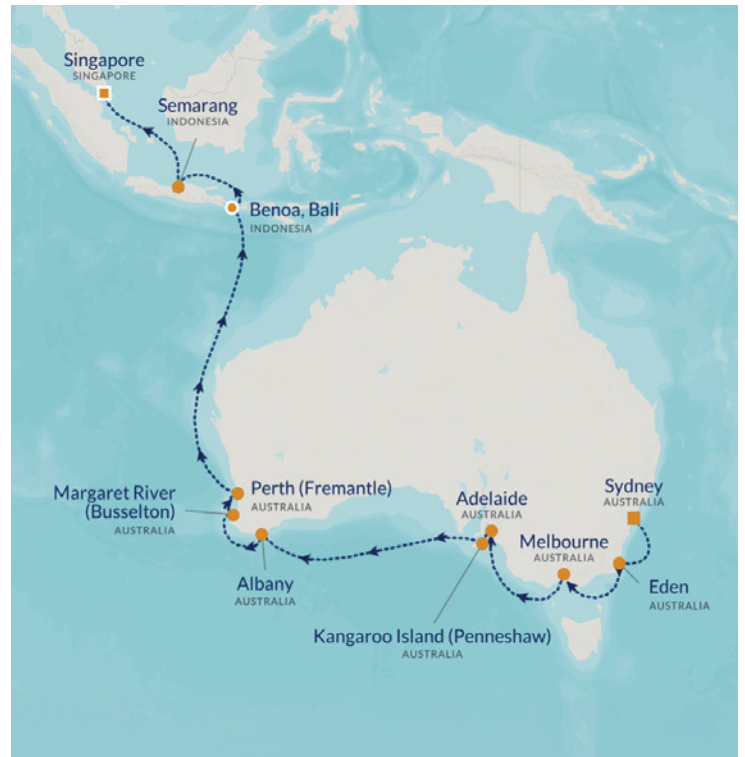 Singapore
SINGAPORE
Semarang
INDONESIA
Benoa, Bali
INDONESIA
Perth (Fremantle)
AUSTRALIA
Margaret River
(Busselton)
AUSTRALIA
Adelaide
AUSTRALIA
Sydney
AUSTRALIA
Melbourne
AUSTRALIA
Albany
AUSTRALIA
Eden
AUSTRALIA
Kangaroo Island (Penneshaw)
AUSTRALIA